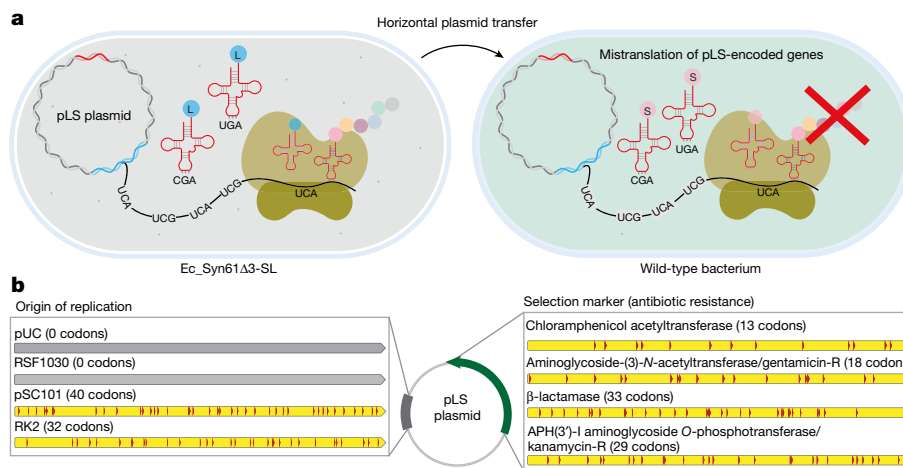 a
Horizontal plasmid transfer
pLS plasmid
L
L
UGA
CGA
UCA
UCG
UCA
UCG
UCA
Ec_Syn61Δ3-SL
Mistranslation of pLS-encoded genes
S
S
UGA
CGA
UCA
UCG
UCA
UCG
UCA
Wild-type bacterium
b
Origin of replication
pUC (0 codons)
RSF1030 (0 codons)
pSC101 (40 codons)
RK2 (32 codons)
pLS
plasmid
Selection marker (antibiotic resistance)
Chloramphenicol acetyltransferase (13 codons)
Aminoglycoside-(3)-N-acetyltransferase/gentamicin-R (18 codon
β-lactamase (33 codons)
APH(3′)-I aminoglycoside O-phosphotransferase/
kanamycin-R (29 codons)